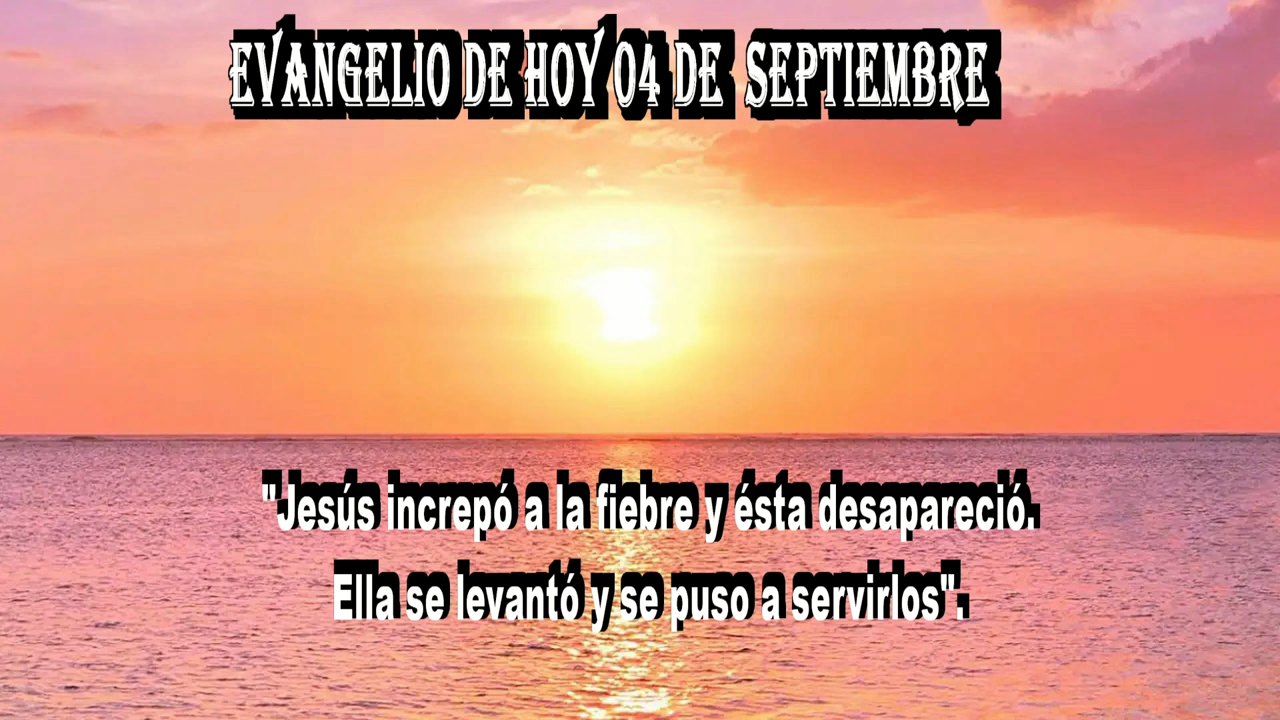 EVANGELIO DE HOY 04 DE SEPTIEMBRE
"Jesús increpó a la fiebre y ésta desapareció.
Ella se levantó y se puso a servirlos".